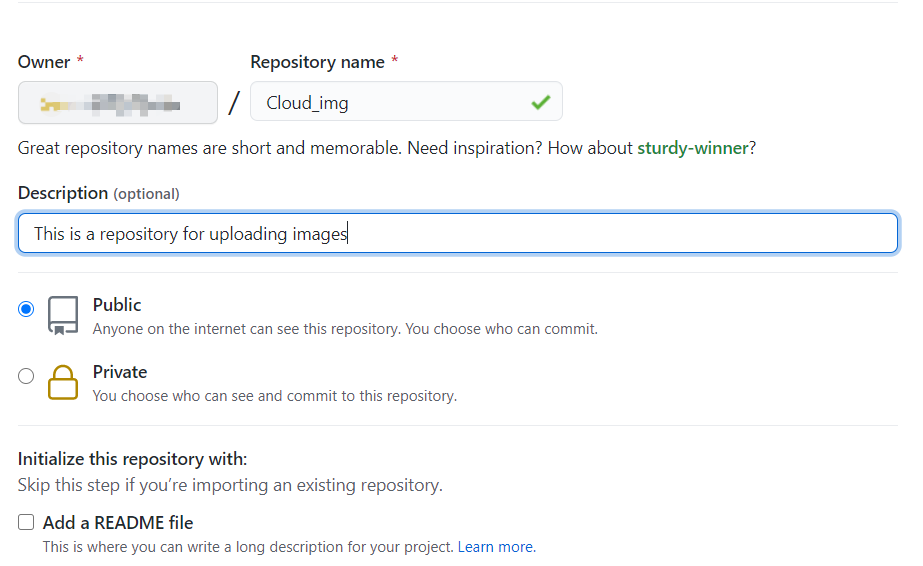 Owner *
Repository name *
/
Cloud_img
Great repository names are short and memorable. Need inspiration? How about sturdy-winner?
Description (optional)
This is a repository for uploading images
Public
Anyone on the internet can see this repository. You choose who can commit.
Private
You choose who can see and commit to this repository.
Initialize this repository with:
Skip this step if you’re importing an existing repository.
Add a README file
This is where you can write a long description for your project. Learn more.